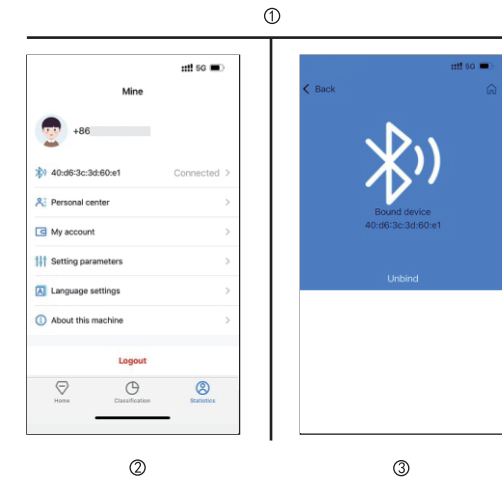 ①
5G
Mine
+86
40:d6:3c:3d:60:e1 Connected
Personal center
My account
Setting parameters
Language settings
About this machine
Logout
Home Classification Statistics
②
5G
Back
Bound device
40:d6:3c:3d:60:e1
Unbind
③